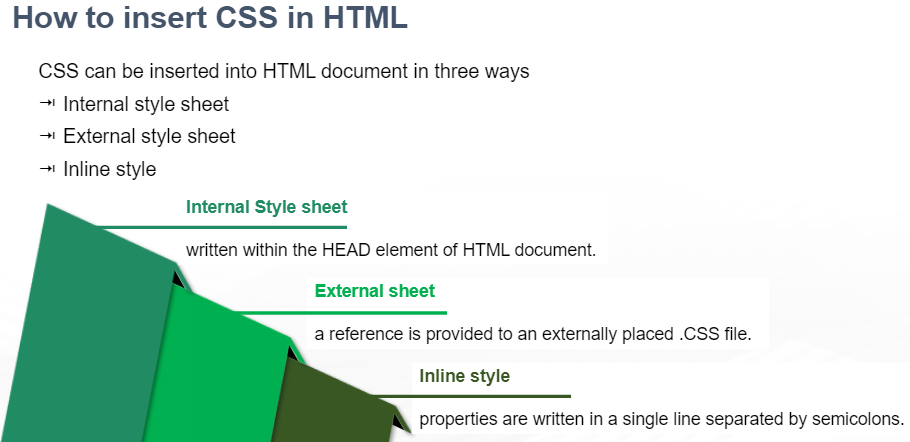 How to insert CSS in HTML
CSS can be inserted into HTML document in three ways
Internal style sheet
External style sheet
Inline style
Internal Style sheet
written within the HEAD element of HTML document.
External sheet
a reference is provided to an externally placed .CSS file.
Inline style
properties are written in a single line separated by semicolons.